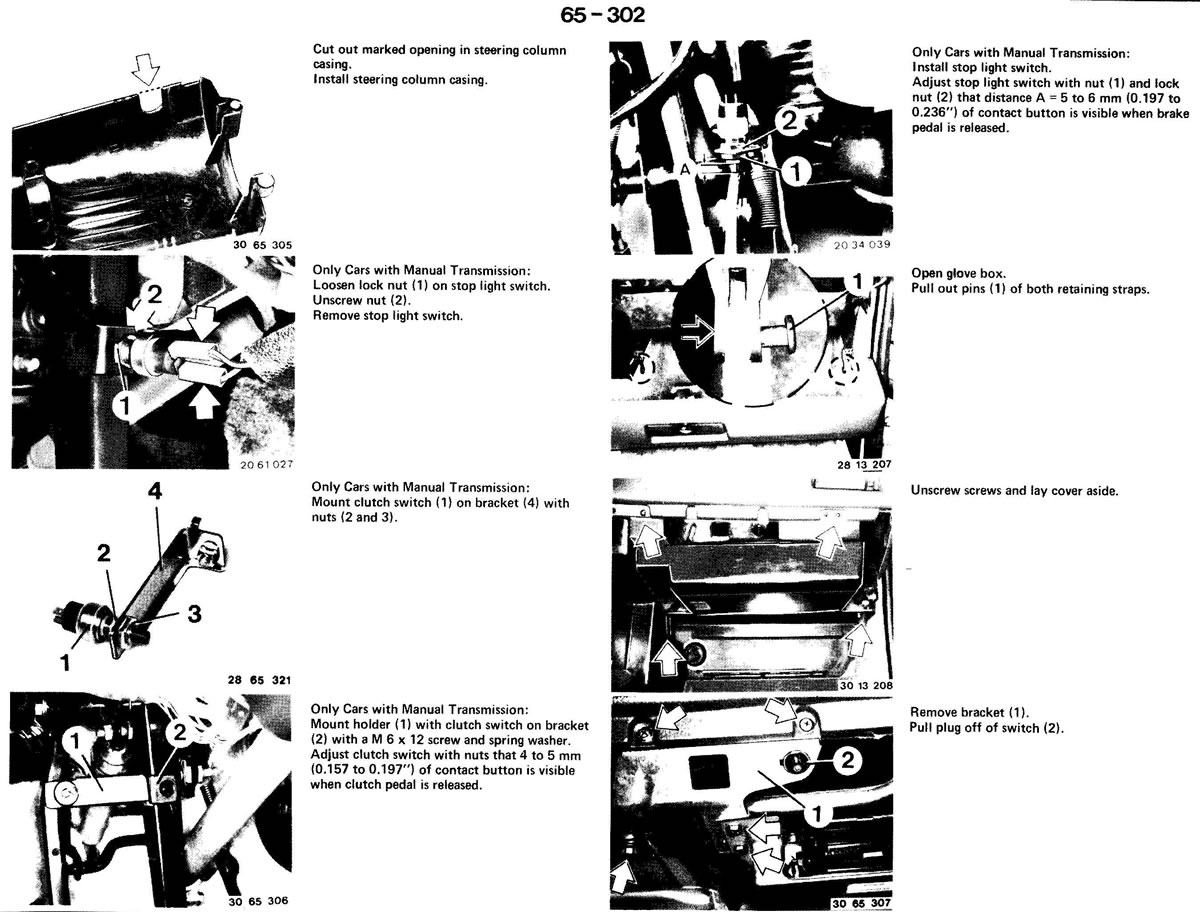 65-302
Cut out marked opening in steering column
casing.
Install steering column casing.
30 65 305
Only Cars with Manual Transmission:
Loosen lock nut (1) on stop light switch.
Unscrew nut (2).
Remove stop light switch.
2
1
20 61 027
Only Cars with Manual Transmission:
Mount clutch switch (1) on bracket (4) with
nuts (2 and 3).
4
2
3
1
28 65 321
Only Cars with Manual Transmission:
Mount holder (1) with clutch switch on bracket
(2) with a M 6 x 12 screw and spring washer.
Adjust clutch switch with nuts that 4 to 5 mm
(0.157 to 0.197") of contact button is visible
when clutch pedal is released.
1
2
30 65 306
Only Cars with Manual Transmission:
Install stop light switch.
Adjust stop light switch with nut (1) and lock
nut (2) that distance A = 5 to 6 mm (0.197 to
0.236") of contact button is visible when brake
pedal is released.
2
A
1
20 34 039
Open glove box.
Pull out pins (1) of both retaining straps.
1
28 13 207
Unscrew screws and lay cover aside.
30 13 208
Remove bracket (1).
Pull plug off of switch (2).
2
1
30 65 307